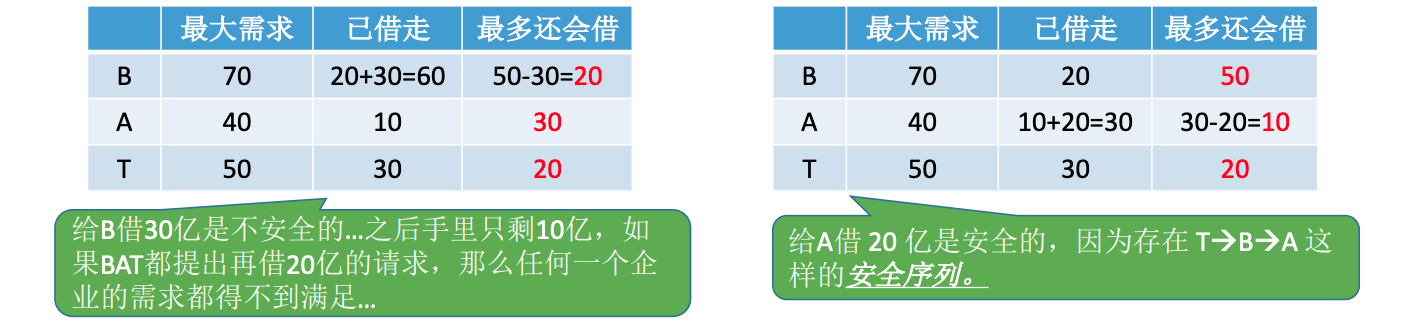 最大需求 已借走 最多还会借
B 70 20+30=60 50-30=20
A 40 10 30
T 50 30 20
给B借30亿是不安全的...之后手里只剩10亿，如
果BAT都提出再借20亿的请求，那么任何一个企
业的需求都得不到满足...
最大需求 已借走 最多还会借
B 70 20 50
A 40 10+20=30 30-20=10
T 50 30 20
给A借 20 亿是安全的，因为存在 T→B→A 这
样的安全序列。